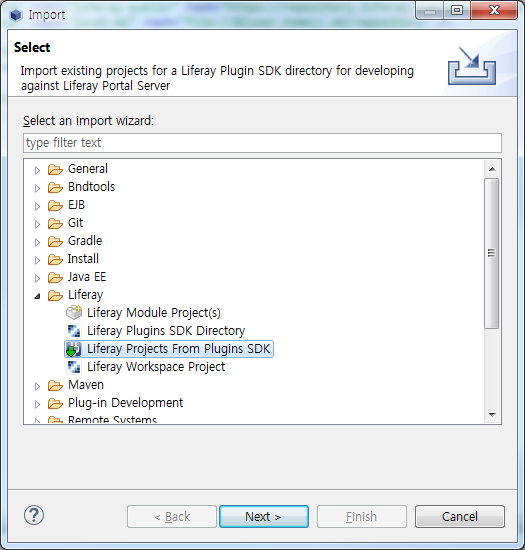 Import
Select
Import existing projects for a Liferay Plugin SDK directory for developing
against Liferay Portal Server
Select an import wizard:
type filter text
General
Bndtools
EJB
Git
Gradle
Install
Java EE
Liferay
Liferay Module Project(s)
Liferay Plugins SDK Directory
Liferay Projects From Plugins SDK
Liferay Workspace Project
Maven
Plug-in Development
Remote Systems
?
< Back
Next >
Finish
Cancel